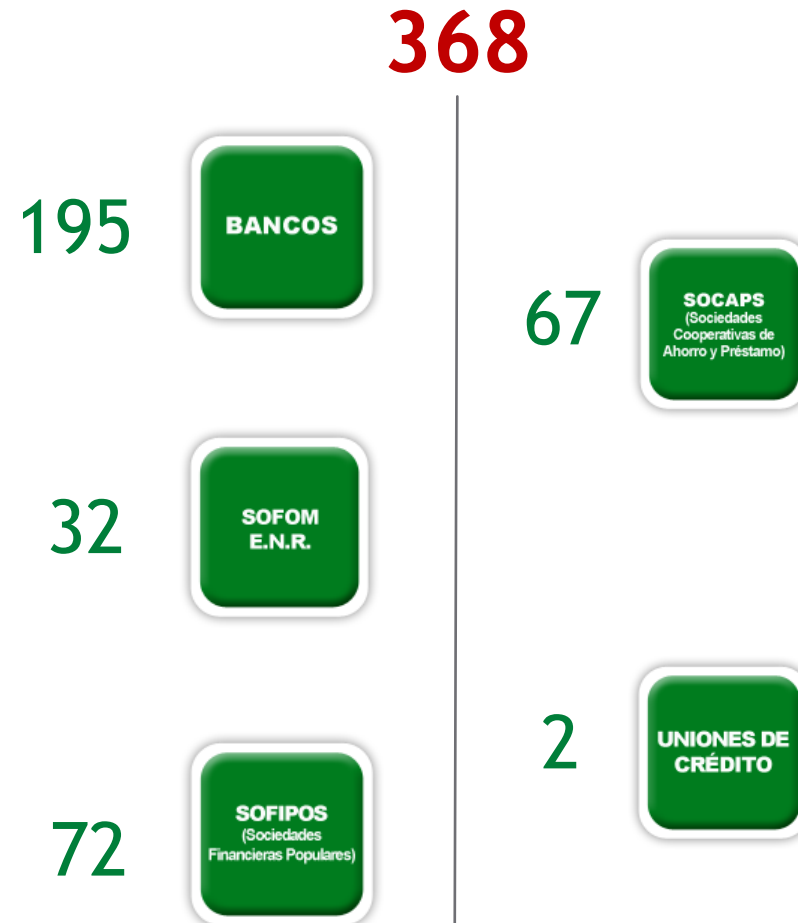 368
195
BANCOS
32
SOFOM
E.N.R.
72
SOFIPOS
(Sociedades
Financieras Populares)
67
SOCAPS
(Sociedades
Cooperativas de
Ahorro y Préstamo)
2
UNIONES DE
CRÉDITO